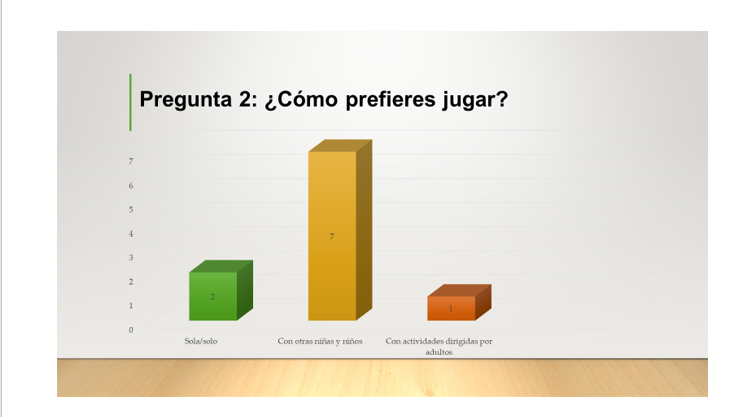 Pregunta 2: ¿Cómo prefieres jugar?
7
6
5
4
3
2
1
0
2
7
1
Sola/solo
Con otras niñas y niños
Con actividades dirigidas por
adultos